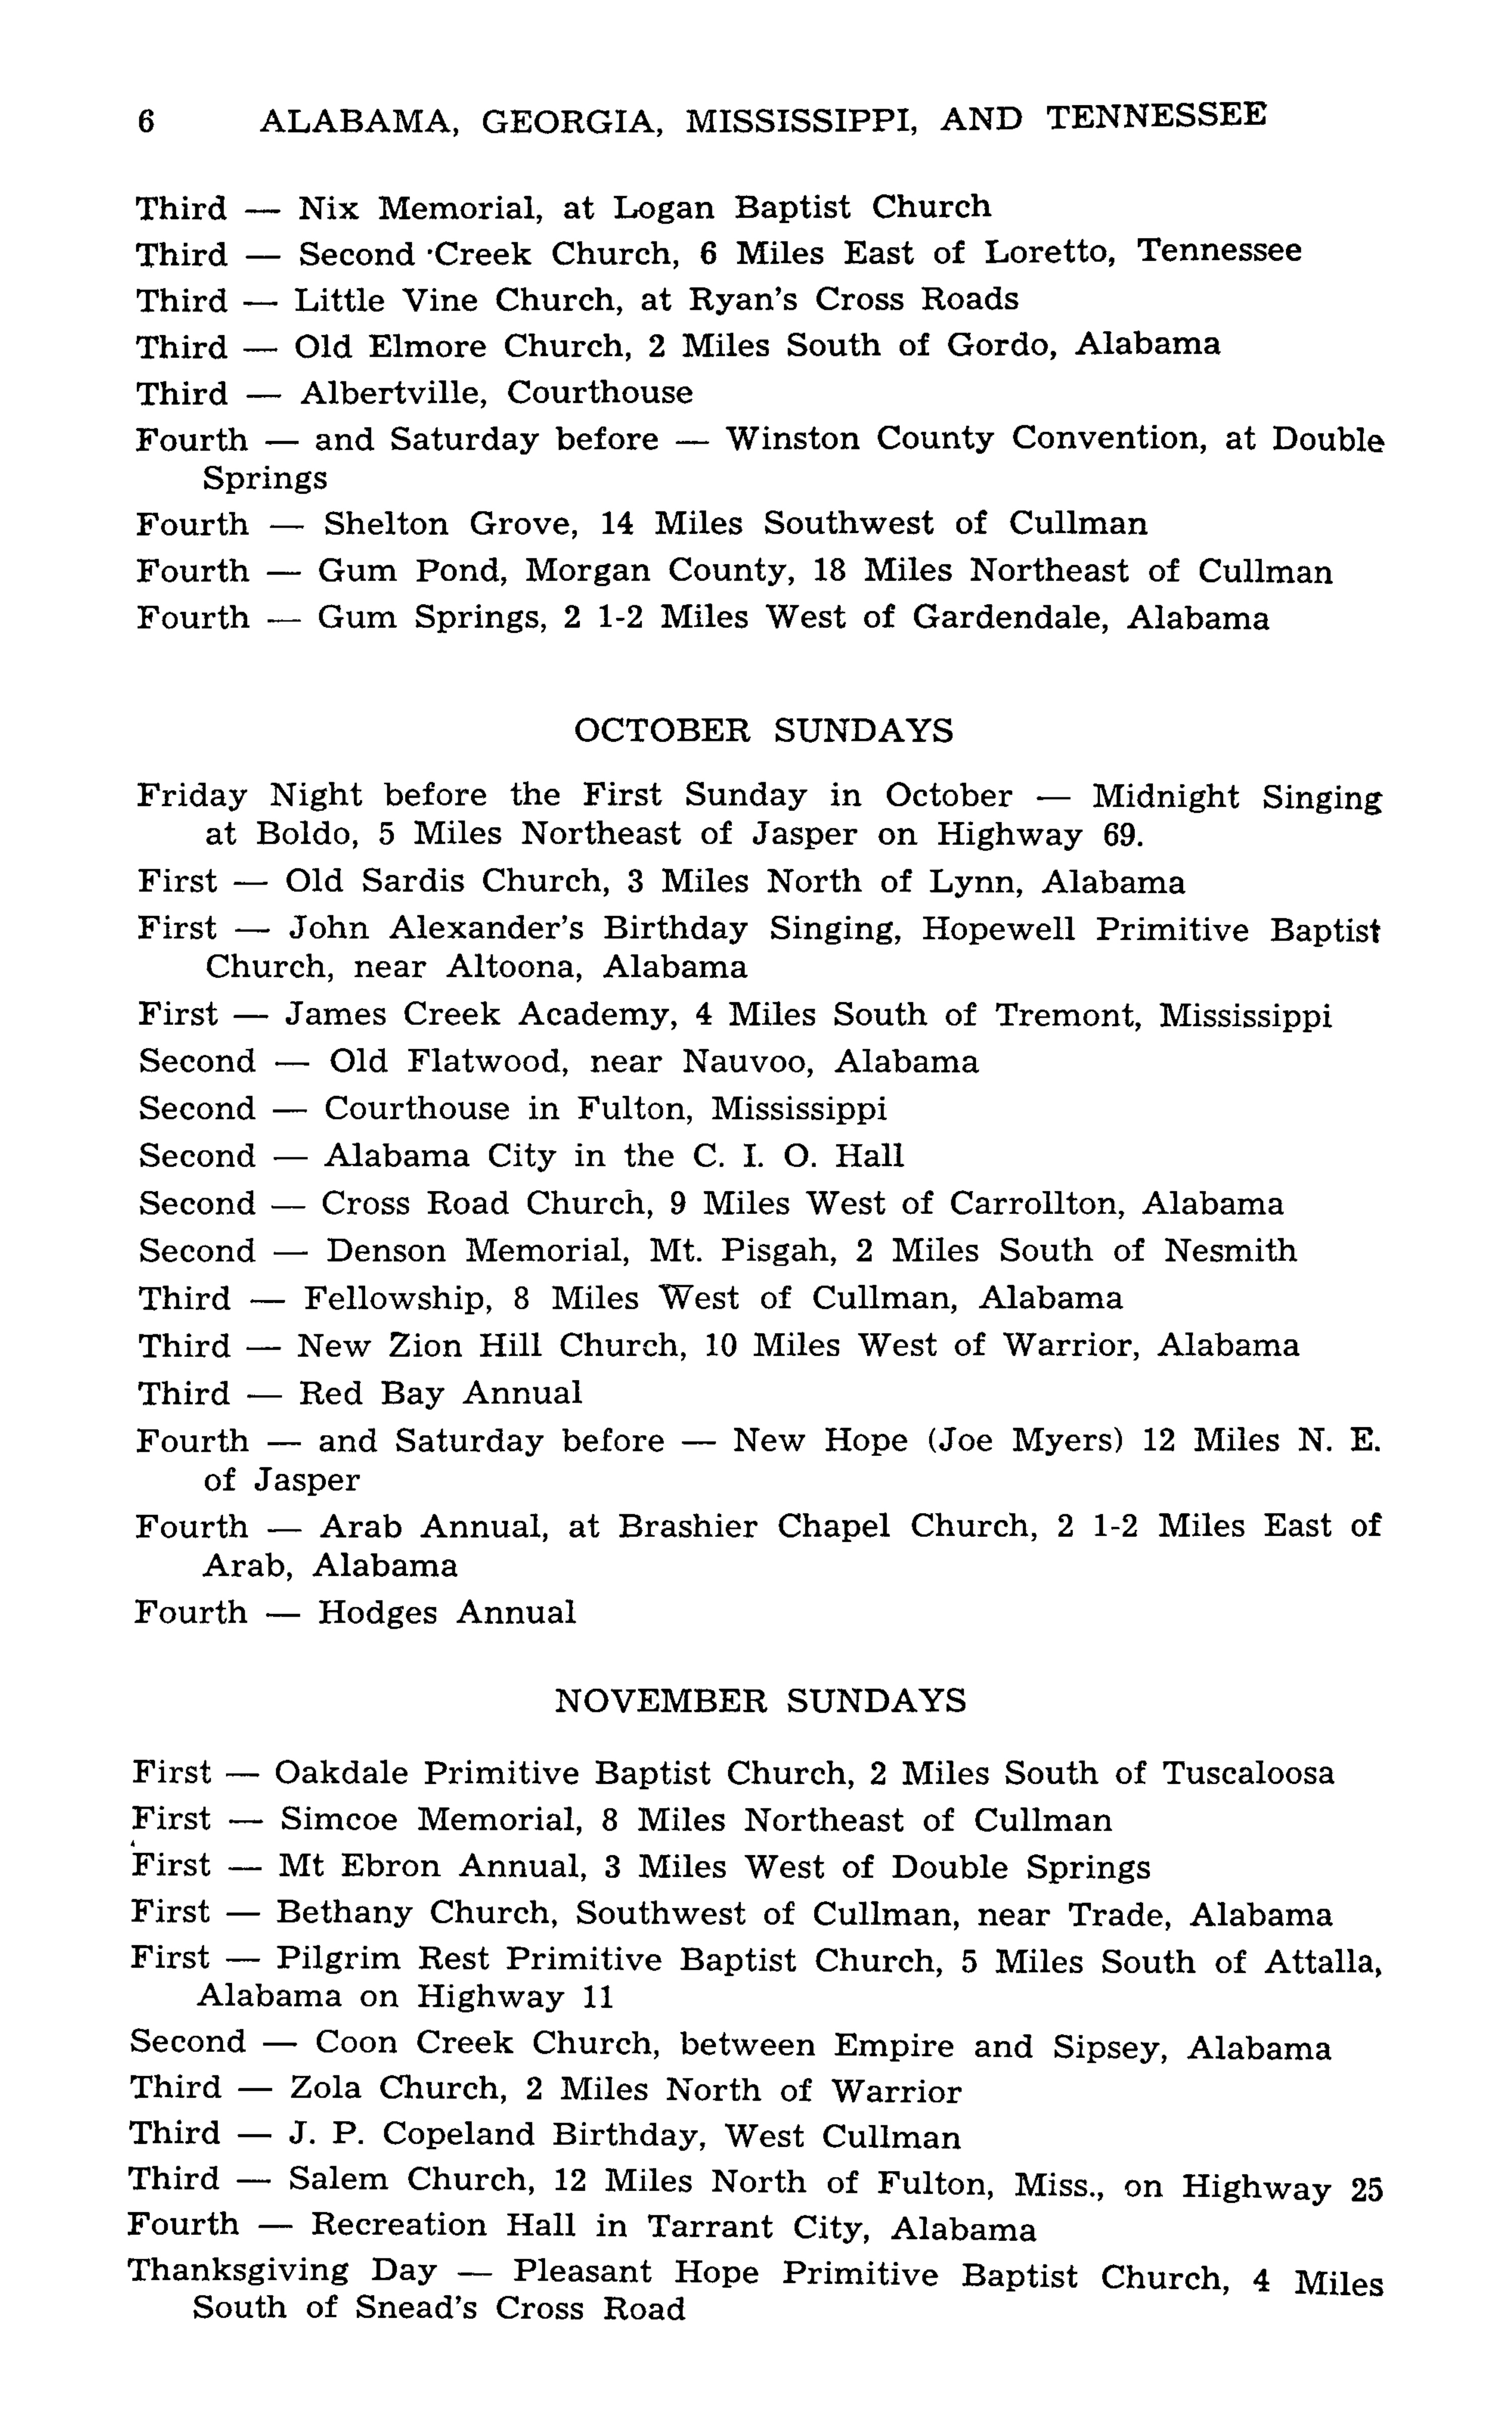 6 ALABAMA, GEORGIA, MISSISSIPPI, AND TENNESSEE
Third — Nix Memorial, at Logan Baptist Church
Third — Second Creek Church, 6 Miles East of Loretto, Tennessee
Third — Little Vine Church, at Ryan's Cross Roads
Third — Old Elmore Church, 2 Miles South of Gordo, Alabama
Third — Albertville, Courthouse
Fourth — and Saturday before — Winston County Convention, at Double
Springs
Fourth — Shelton Grove, 14 Miles Southwest of Cullman
Fourth — Gum Pond, Morgan County, 18 Miles Northeast of Cullman
Fourth — Gum Springs, 2 1-2 Miles West of Gardendale, Alabama
OCTOBER SUNDAYS
Friday Night before the First Sunday in October — Midnight Singing
at Boldo, 5 Miles Northeast of Jasper on Highway 69.
First — Old Sardis Church, 3 Miles North of Lynn, Alabama
First — John Alexander's Birthday Singing, Hopewell Primitive Baptist
Church, near Altoona, Alabama
First — James Creek Academy, 4 Miles South of Tremont, Mississippi
Second — Old Flatwood, near Nauvoo, Alabama
Second — Courthouse in Fulton, Mississippi
Second — Alabama City in the C. I. O. Hall
Second — Cross Road Church, 9 Miles West of Carrollton, Alabama
Second — Denson Memorial, Mt. Pisgah, 2 Miles South of Nesmith
Third — Fellowship, 8 Miles West of Cullman, Alabama
Third — New Zion Hill Church, 10 Miles West of Warrior, Alabama
Third — Red Bay Annual
Fourth — and Saturday before — New Hope (Joe Myers) 12 Miles N. E.
of Jasper
Fourth — Arab Annual, at Brashier Chapel Church, 2 1-2 Miles East of
Arab, Alabama
Fourth — Hodges Annual
NOVEMBER SUNDAYS
First — Oakdale Primitive Baptist Church, 2 Miles South of Tuscaloosa
First — Simcoe Memorial, 8 Miles Northeast of Cullman
First — Mt Ebron Annual, 3 Miles West of Double Springs
First — Bethany Church, Southwest of Cullman, near Trade, Alabama
First — Pilgrim Rest Primitive Baptist Church, 5 Miles South of Attalla,
Alabama on Highway 11
Second — Coon Creek Church, between Empire and Sipsey, Alabama
Third — Zola Church, 2 Miles North of Warrior
Third — J. P. Copeland Birthday, West Cullman
Third — Salem Church, 12 Miles North of Fulton, Miss., on Highway 25
Fourth — Recreation Hall in Tarrant City, Alabama
Thanksgiving Day — Pleasant Hope Primitive Baptist Church, 4 Miles
South of Snead's Cross Road